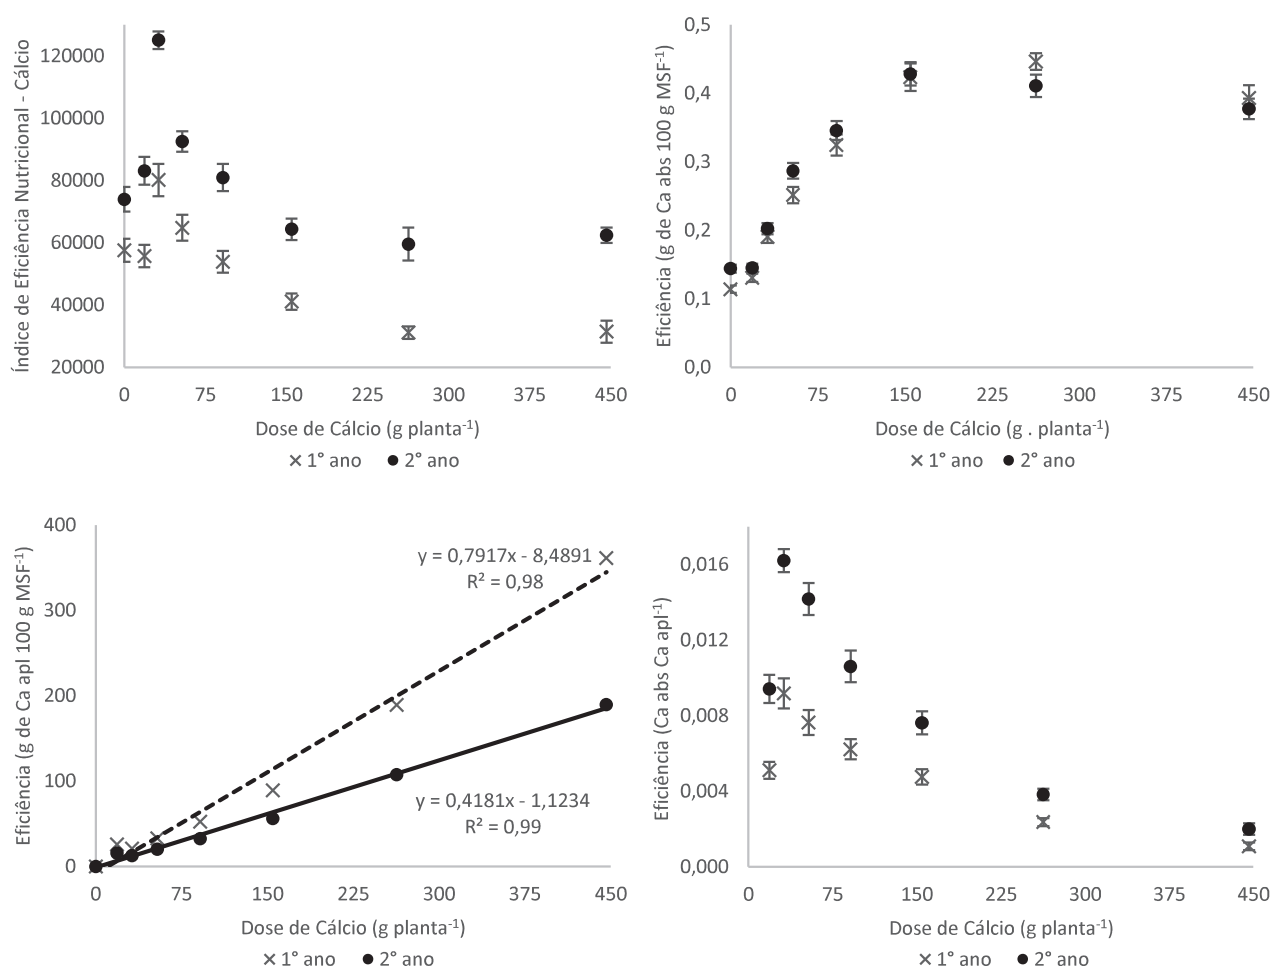 Índice de Eficiência Nutricional - Cálcio
120000
100000
80000
60000
40000
20000
0 75 150 225 300 375 450
Dose de Cálcio (g planta⁻¹)
1° ano 2° ano
Eficiência (g de Ca abs 100 g MSF⁻¹)
0,5
0,4
0,3
0,2
0,1
0,0
0 75 150 225 300 375 450
Dose de Cálcio (g . planta⁻¹)
1° ano 2° ano
Eficiência (g de Ca apl 100 g MSF⁻¹)
400
300
200
100
0
y = 0,7917x - 8,4891
R² = 0,98
y = 0,4181x - 1,1234
R² = 0,99
0 75 150 225 300 375 450
Dose de Cálcio (g planta⁻¹)
1° ano 2° ano
Eficiência (Ca abs Ca apl⁻¹)
0,016
0,012
0,008
0,004
0,000
0 75 150 225 300 375 450
Dose de Cálcio (g planta⁻¹)
1° ano 2° ano